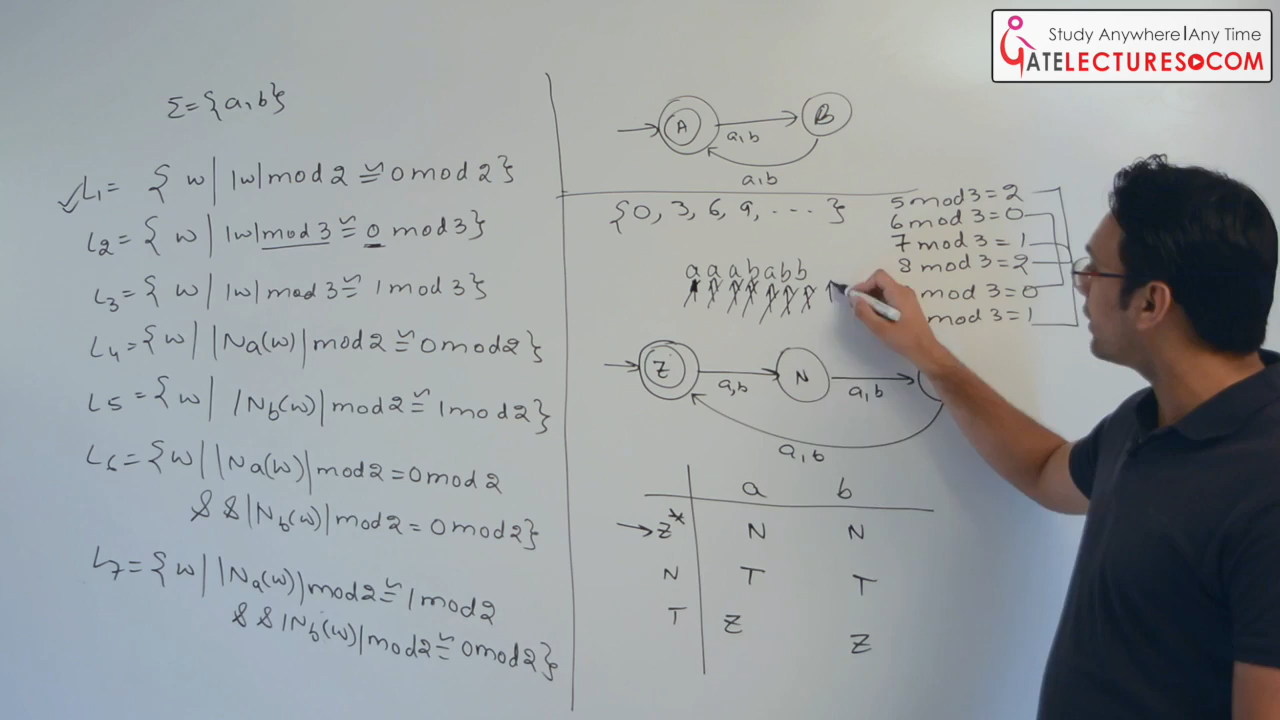 Study Anywhere|Any Time
GATELECTURES.COM
Σ={a,b}
L1= { w | |w| mod 2 ≅ 0 mod 2}
L2= { w | |w| mod 3 ≅ 0 mod 3}
L3= { w | |w| mod 3 ≅ 1 mod 3}
L4= {w | |Na(w)| mod 2 ≅ 0 mod 2}
L5= {w | |Nb(w)| mod 2 ≅ 1 mod 2}
L6= {w | |Na(w)| mod 2 = 0 mod 2
&& |Nb(w)| mod 2 = 0 mod 2}
L7= {w | |Na(w)| mod 2 ≅ 1 mod 2
&& |Nb(w)| mod 2 ≅ 0 mod 2}
A a,b B
a,b
{0, 3, 6, 9, ....}
5 mod 3 = 2
6 mod 3 = 0
7 mod 3 = 1
8 mod 3 = 2
mod 3 = 0
mod 3 = 1
a a a b a b b
Z a,b N a,b
a,b
a b
→ Z* N N
N T T
T Z Z